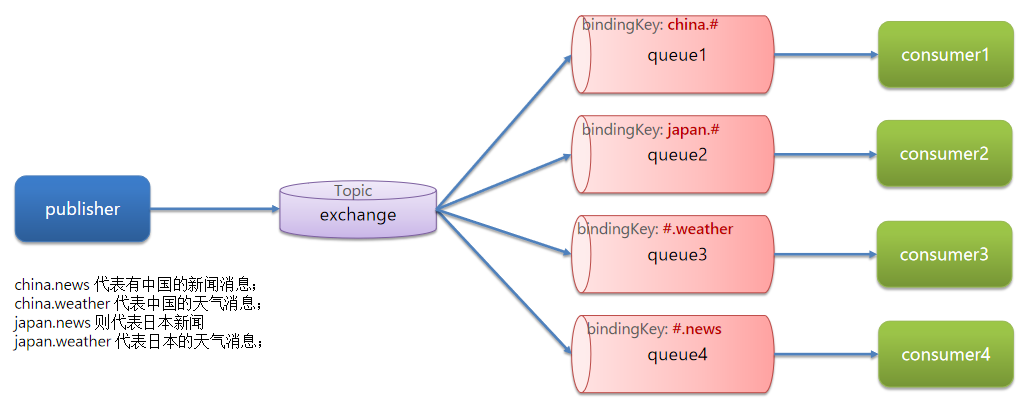 publisher
Topic
exchange
bindingKey: china.#
queue1
consumer1
bindingKey: japan.#
queue2
consumer2
bindingKey: #.weather
queue3
consumer3
bindingKey: #.news
queue4
consumer4
china.news 代表有中国的新闻消息;
china.weather 代表中国的天气消息;
japan.news 则代表日本新闻
japan.weather 代表日本的天气消息;